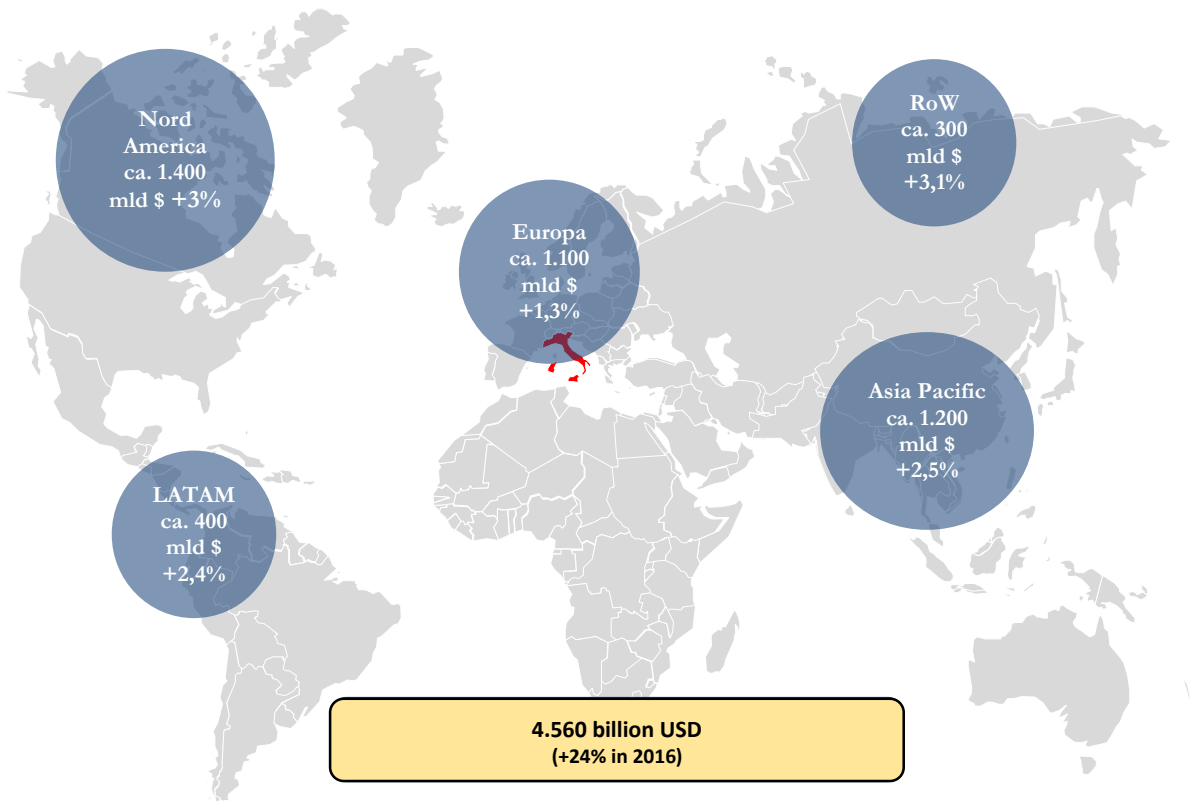 Nord
America
ca. 1.400
mld $ +3%
RoW
ca. 300
mld $
+3,1%
Europa
ca. 1.100
mld $
+1,3%
Asia Pacific
ca. 1.200
mld $
+2,5%
LATAM
ca. 400
mld $
+2,4%
4.560 billion USD
(+24% in 2016)